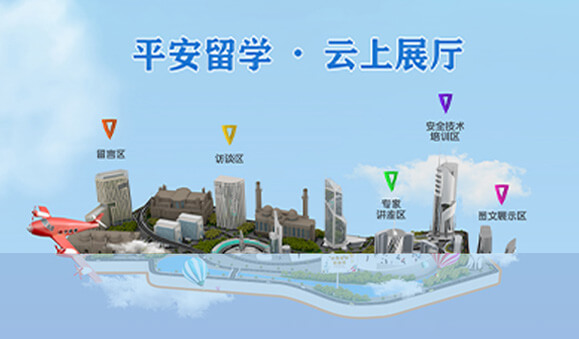 平安留学·云上展厅
安全技术
培训区
留言区
访谈区
专家
讲座区
图文展示区